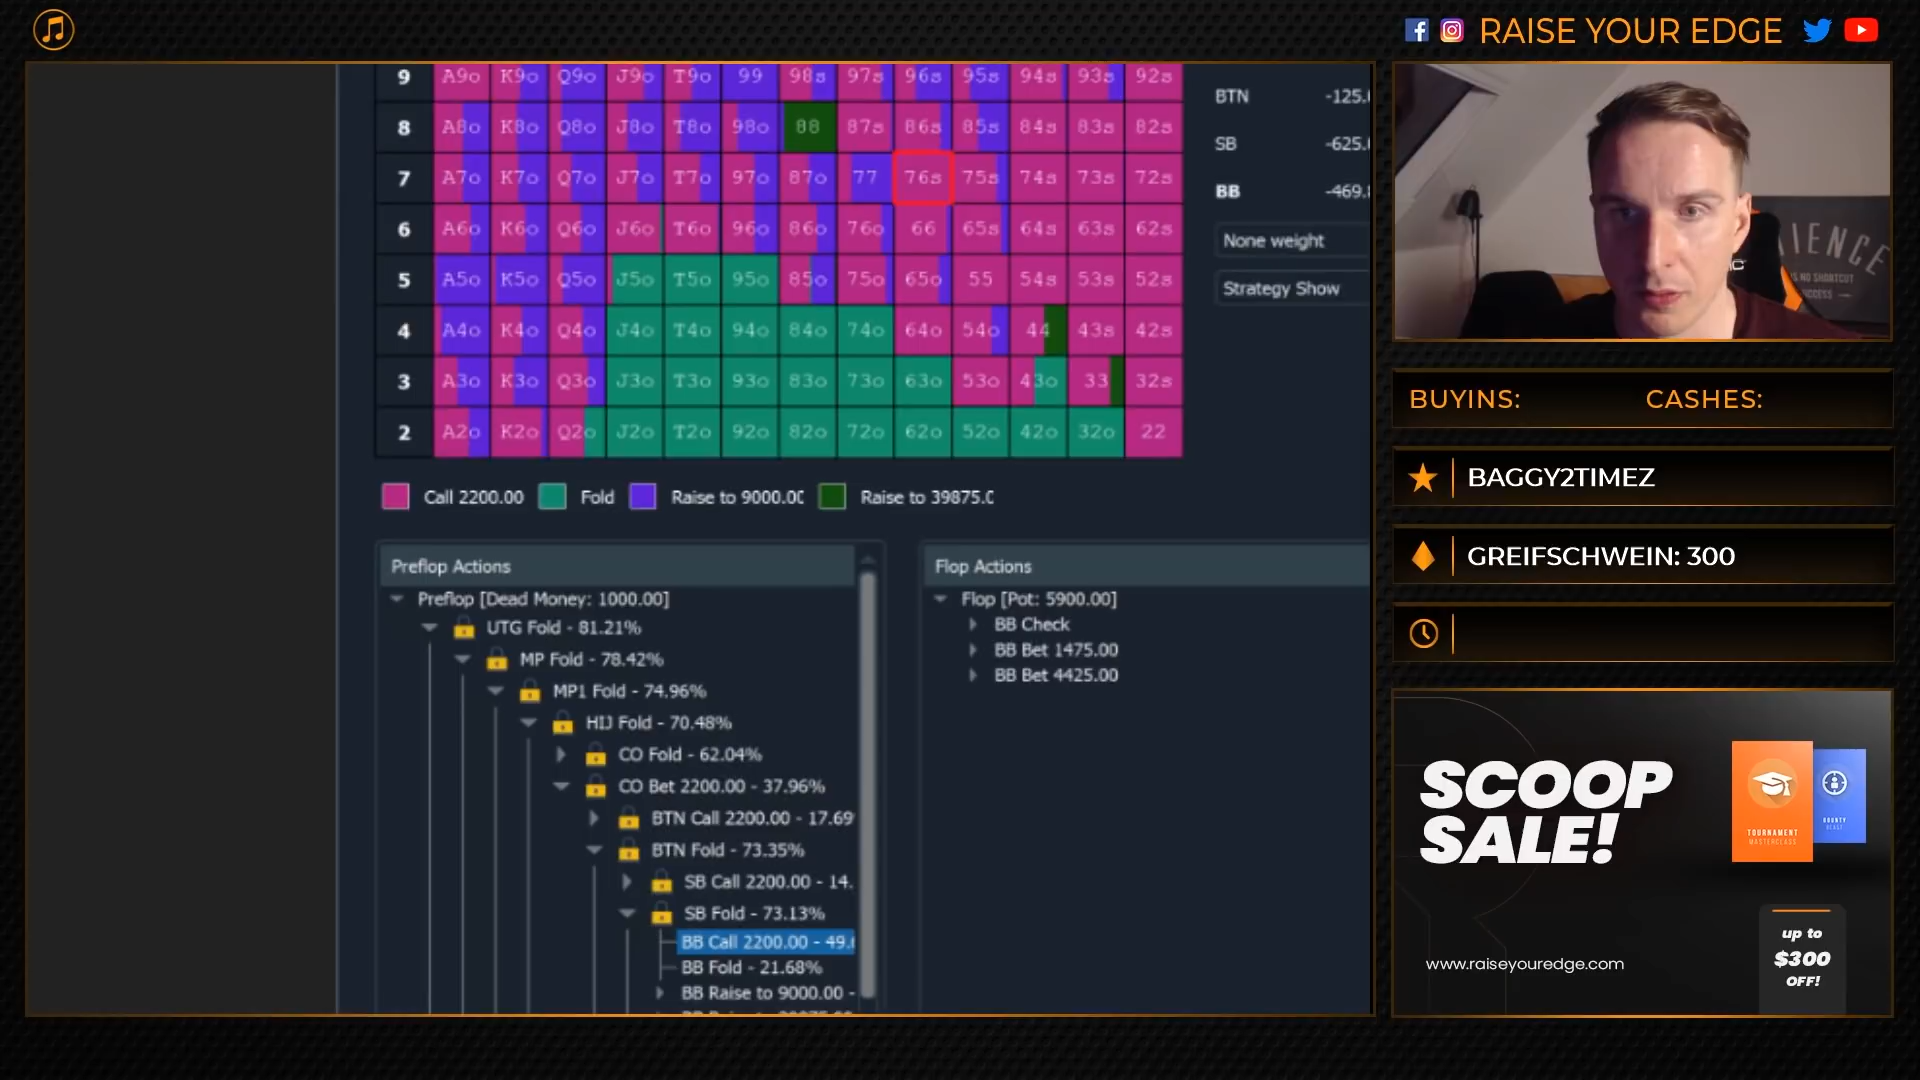 RAISE YOUR EDGE
9 A9o K9o Q9o J9o T9o 99 98s 97s 96s 95s 94s 93s 92s
8 A8o K8o Q8o J8o T8o 98o 88 87s 86s 85s 84s 83s 82s
7 A7o K7o Q7o J7o T7o 97o 87o 77 76s 75s 74s 73s 72s
6 A6o K6o Q6o J6o T6o 96o 86o 76o 66 65s 64s 63s 62s
5 A5o K5o Q5o J5o T5o 95o 85o 75o 65o 55 54s 53s 52s
4 A4o K4o Q4o J4o T4o 94o 84o 74o 64o 54o 44 43s 42s
3 A3o K3o Q3o J3o T3o 93o 83o 73o 63o 53o 43o 33 32s
2 A2o K2o Q2o J2o T2o 92o 82o 72o 62o 52o 42o 32o 22
BTN -125.
SB -625.
BB -469.
None weight
Strategy Show
Call 2200.00 Fold Raise to 9000.0 Raise to 39875.
Preflop Actions
Preflop [Dead Money: 1000.00]
UTG Fold - 81.21%
MP Fold - 78.42%
MP1 Fold - 74.96%
HIJ Fold - 70.48%
CO Fold - 62.04%
CO Bet 2200.00 - 37.96%
BTN Call 2200.00 - 17.69
BTN Fold - 73.35%
SB Call 2200.00 - 14.
SB Fold - 73.13%
BB Call 2200.00 - 49.
BB Fold - 21.68%
BB Raise to 9000.00 -
Flop Actions
Flop [Pot: 5900.00]
BB Check
BB Bet 1475.00
BB Bet 4425.00
BUYINS: CASHES:
BAGGY2TIMEZ
GREIFSCHWEIN: 300
SCOOP
SALE!
TOURNAMENT
MASTERCLASS
BOUNTY
BEAST
www.raiseyouredge.com
up to
$300
OFF!